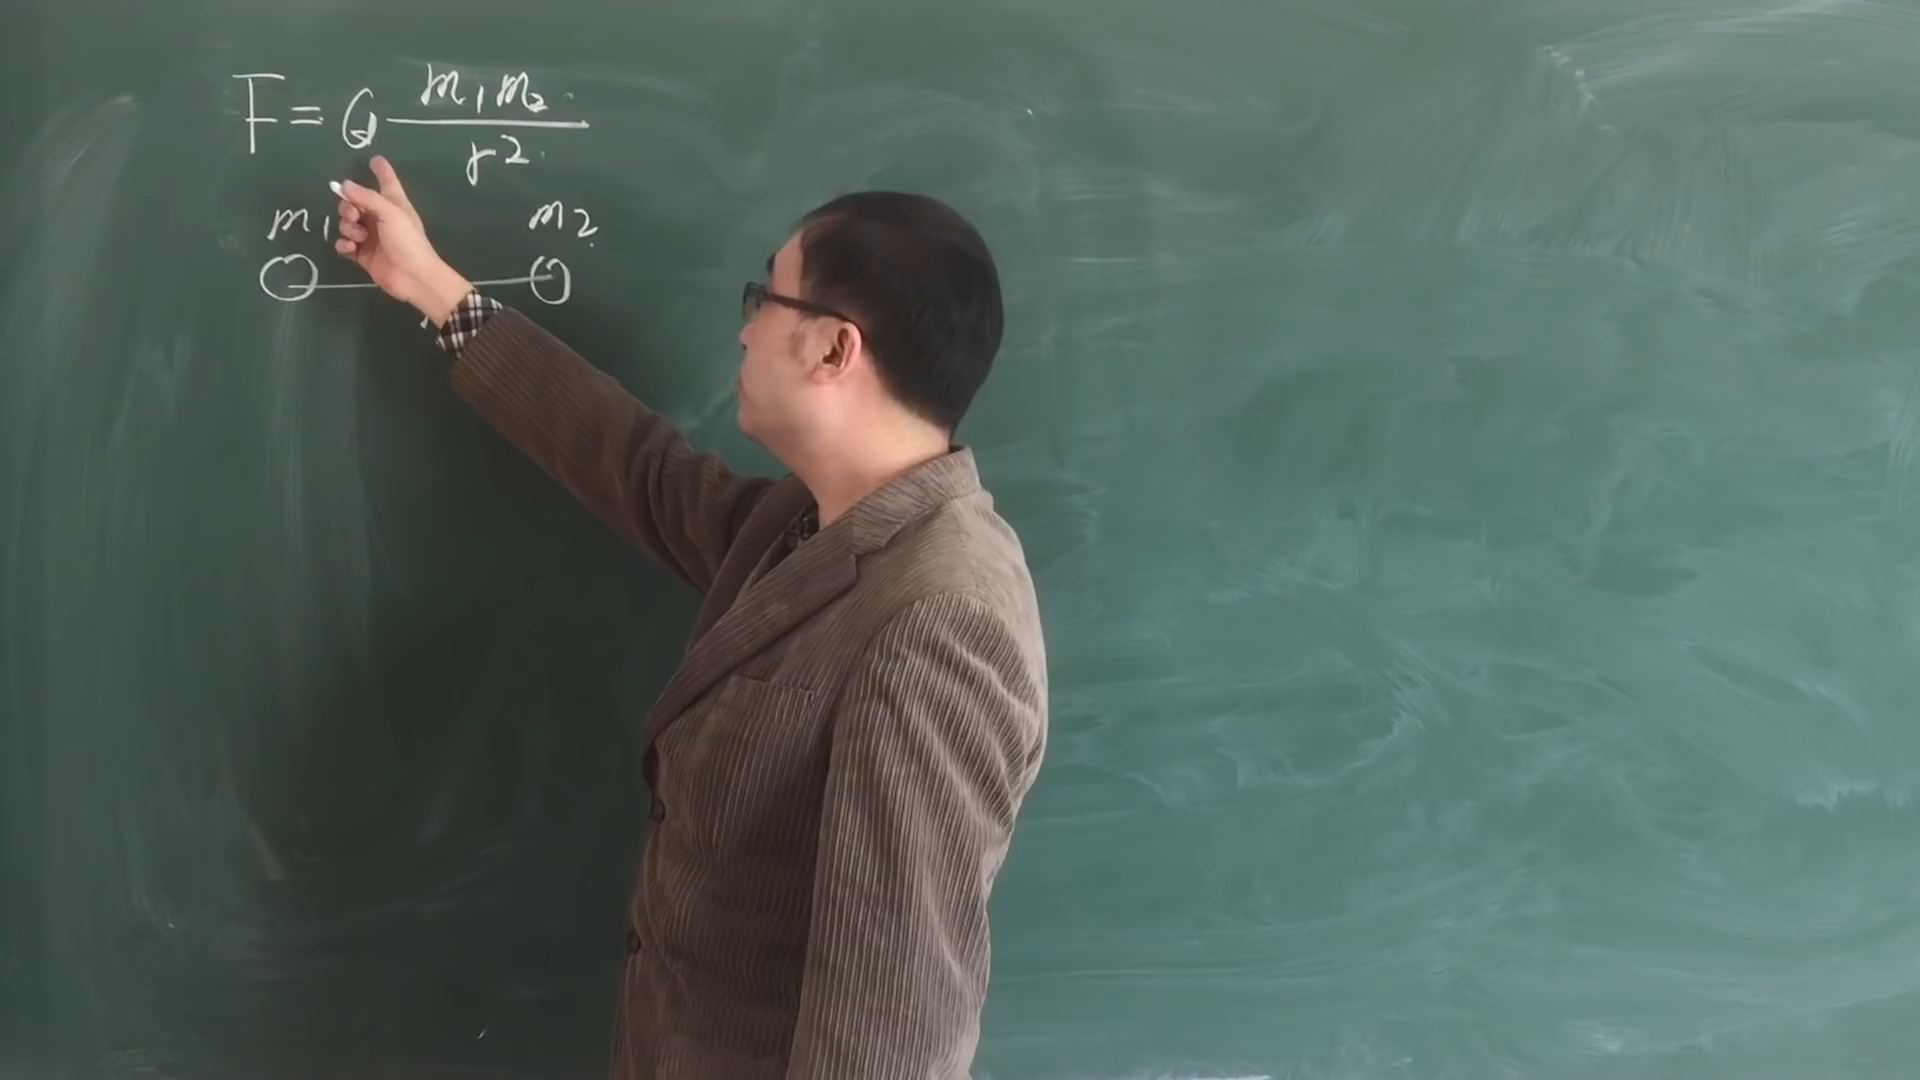 F = G m₁m₂ / r²
m₁ m₂